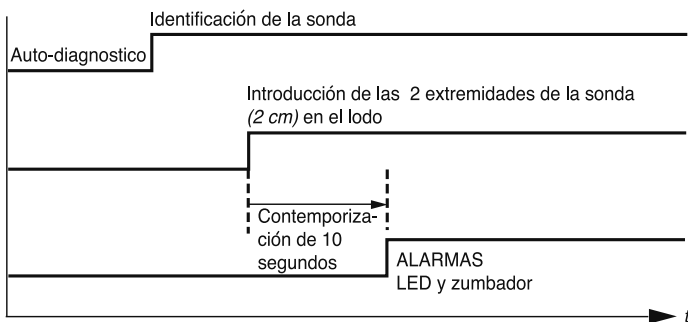 Identificación de la sonda
Auto-diagnostico
Introducción de las 2 extremidades de la sonda
(2 cm) en el lodo
Contemporiza-
ción de 10
segundos
ALARMAS
LED y zumbador
t